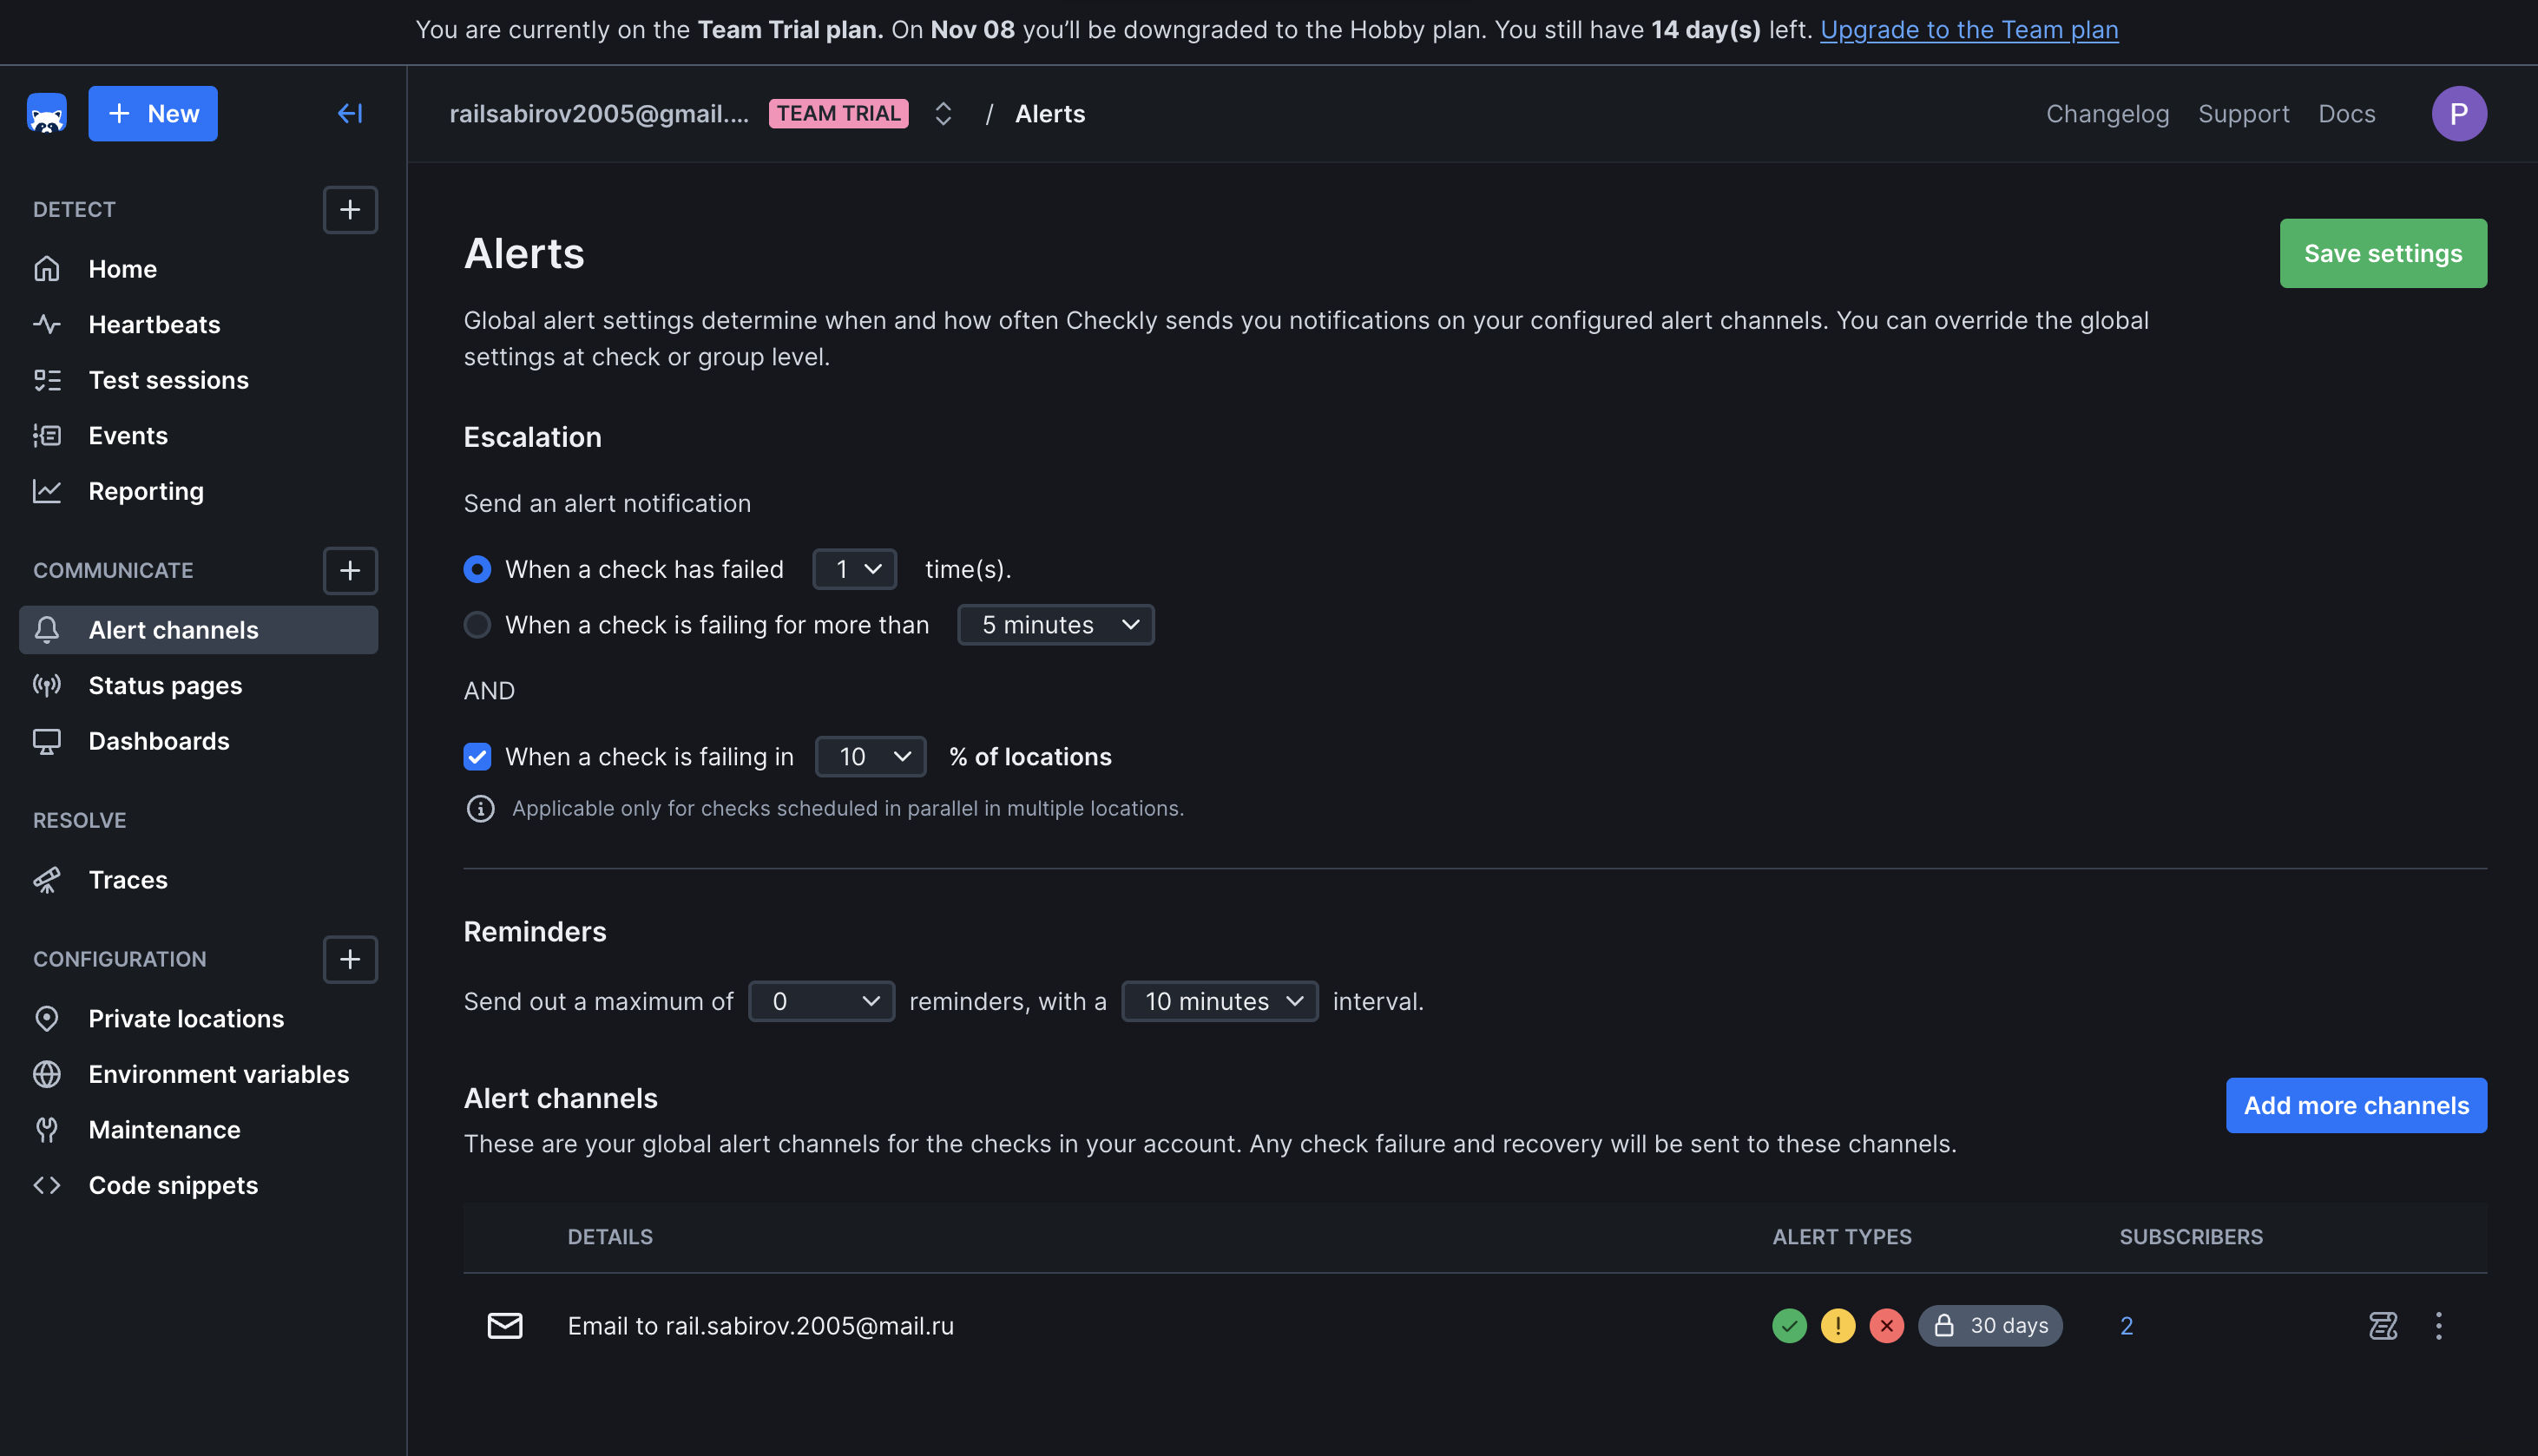 You are currently on the Team Trial plan. On Nov 08 you’ll be downgraded to the Hobby plan. You still have 14 day(s) left. Upgrade to the Team plan
New
railsabirov2005@gmail....
TEAM TRIAL
/ Alerts
Changelog
Support
Docs
P
DETECT
Home
Heartbeats
Test sessions
Events
Reporting
COMMUNICATE
Alert channels
Status pages
Dashboards
RESOLVE
Traces
CONFIGURATION
Private locations
Environment variables
Maintenance
Code snippets
Alerts
Save settings
Global alert settings determine when and how often Checkly sends you notifications on your configured alert channels. You can override the global
settings at check or group level.
Escalation
Send an alert notification
When a check has failed 1 time(s).
When a check is failing for more than 5 minutes
AND
When a check is failing in 10 % of locations
Applicable only for checks scheduled in parallel in multiple locations.
Reminders
Send out a maximum of 0 reminders, with a 10 minutes interval.
Alert channels
Add more channels
These are your global alert channels for the checks in your account. Any check failure and recovery will be sent to these channels.
DETAILS ALERT TYPES SUBSCRIBERS
Email to rail.sabirov.2005@mail.ru 30 days 2